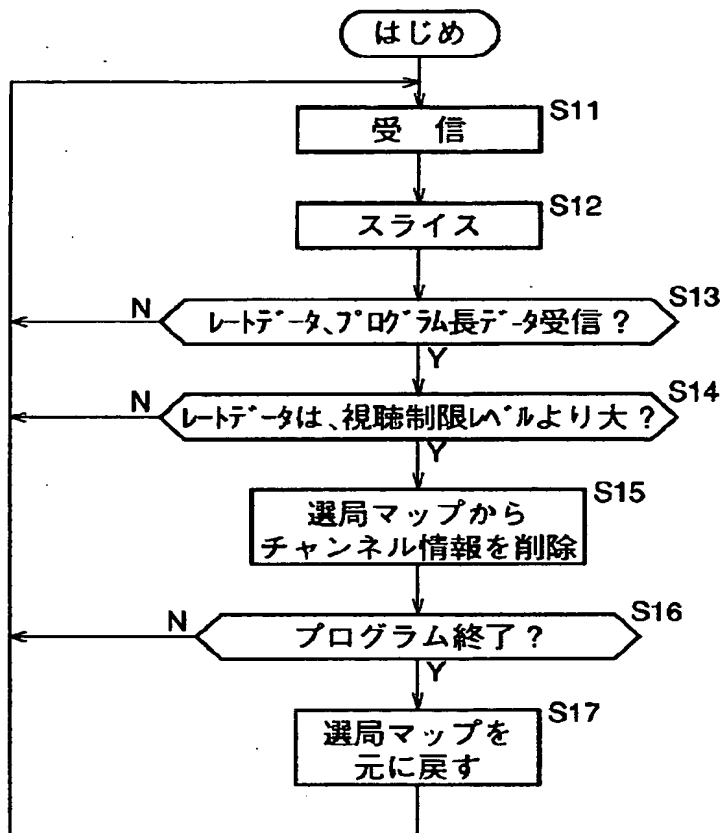 はじめ
受 信
S11
スライス
S12
レートデータ、プログラム長データ受信？
S13
N
Y
レートデータは、視聴制限レベルより大？
S14
N
Y
選局マップから
チャンネル情報を削除
S15
プログラム終了？
S16
N
Y
選局マップを
元に戻す
S17